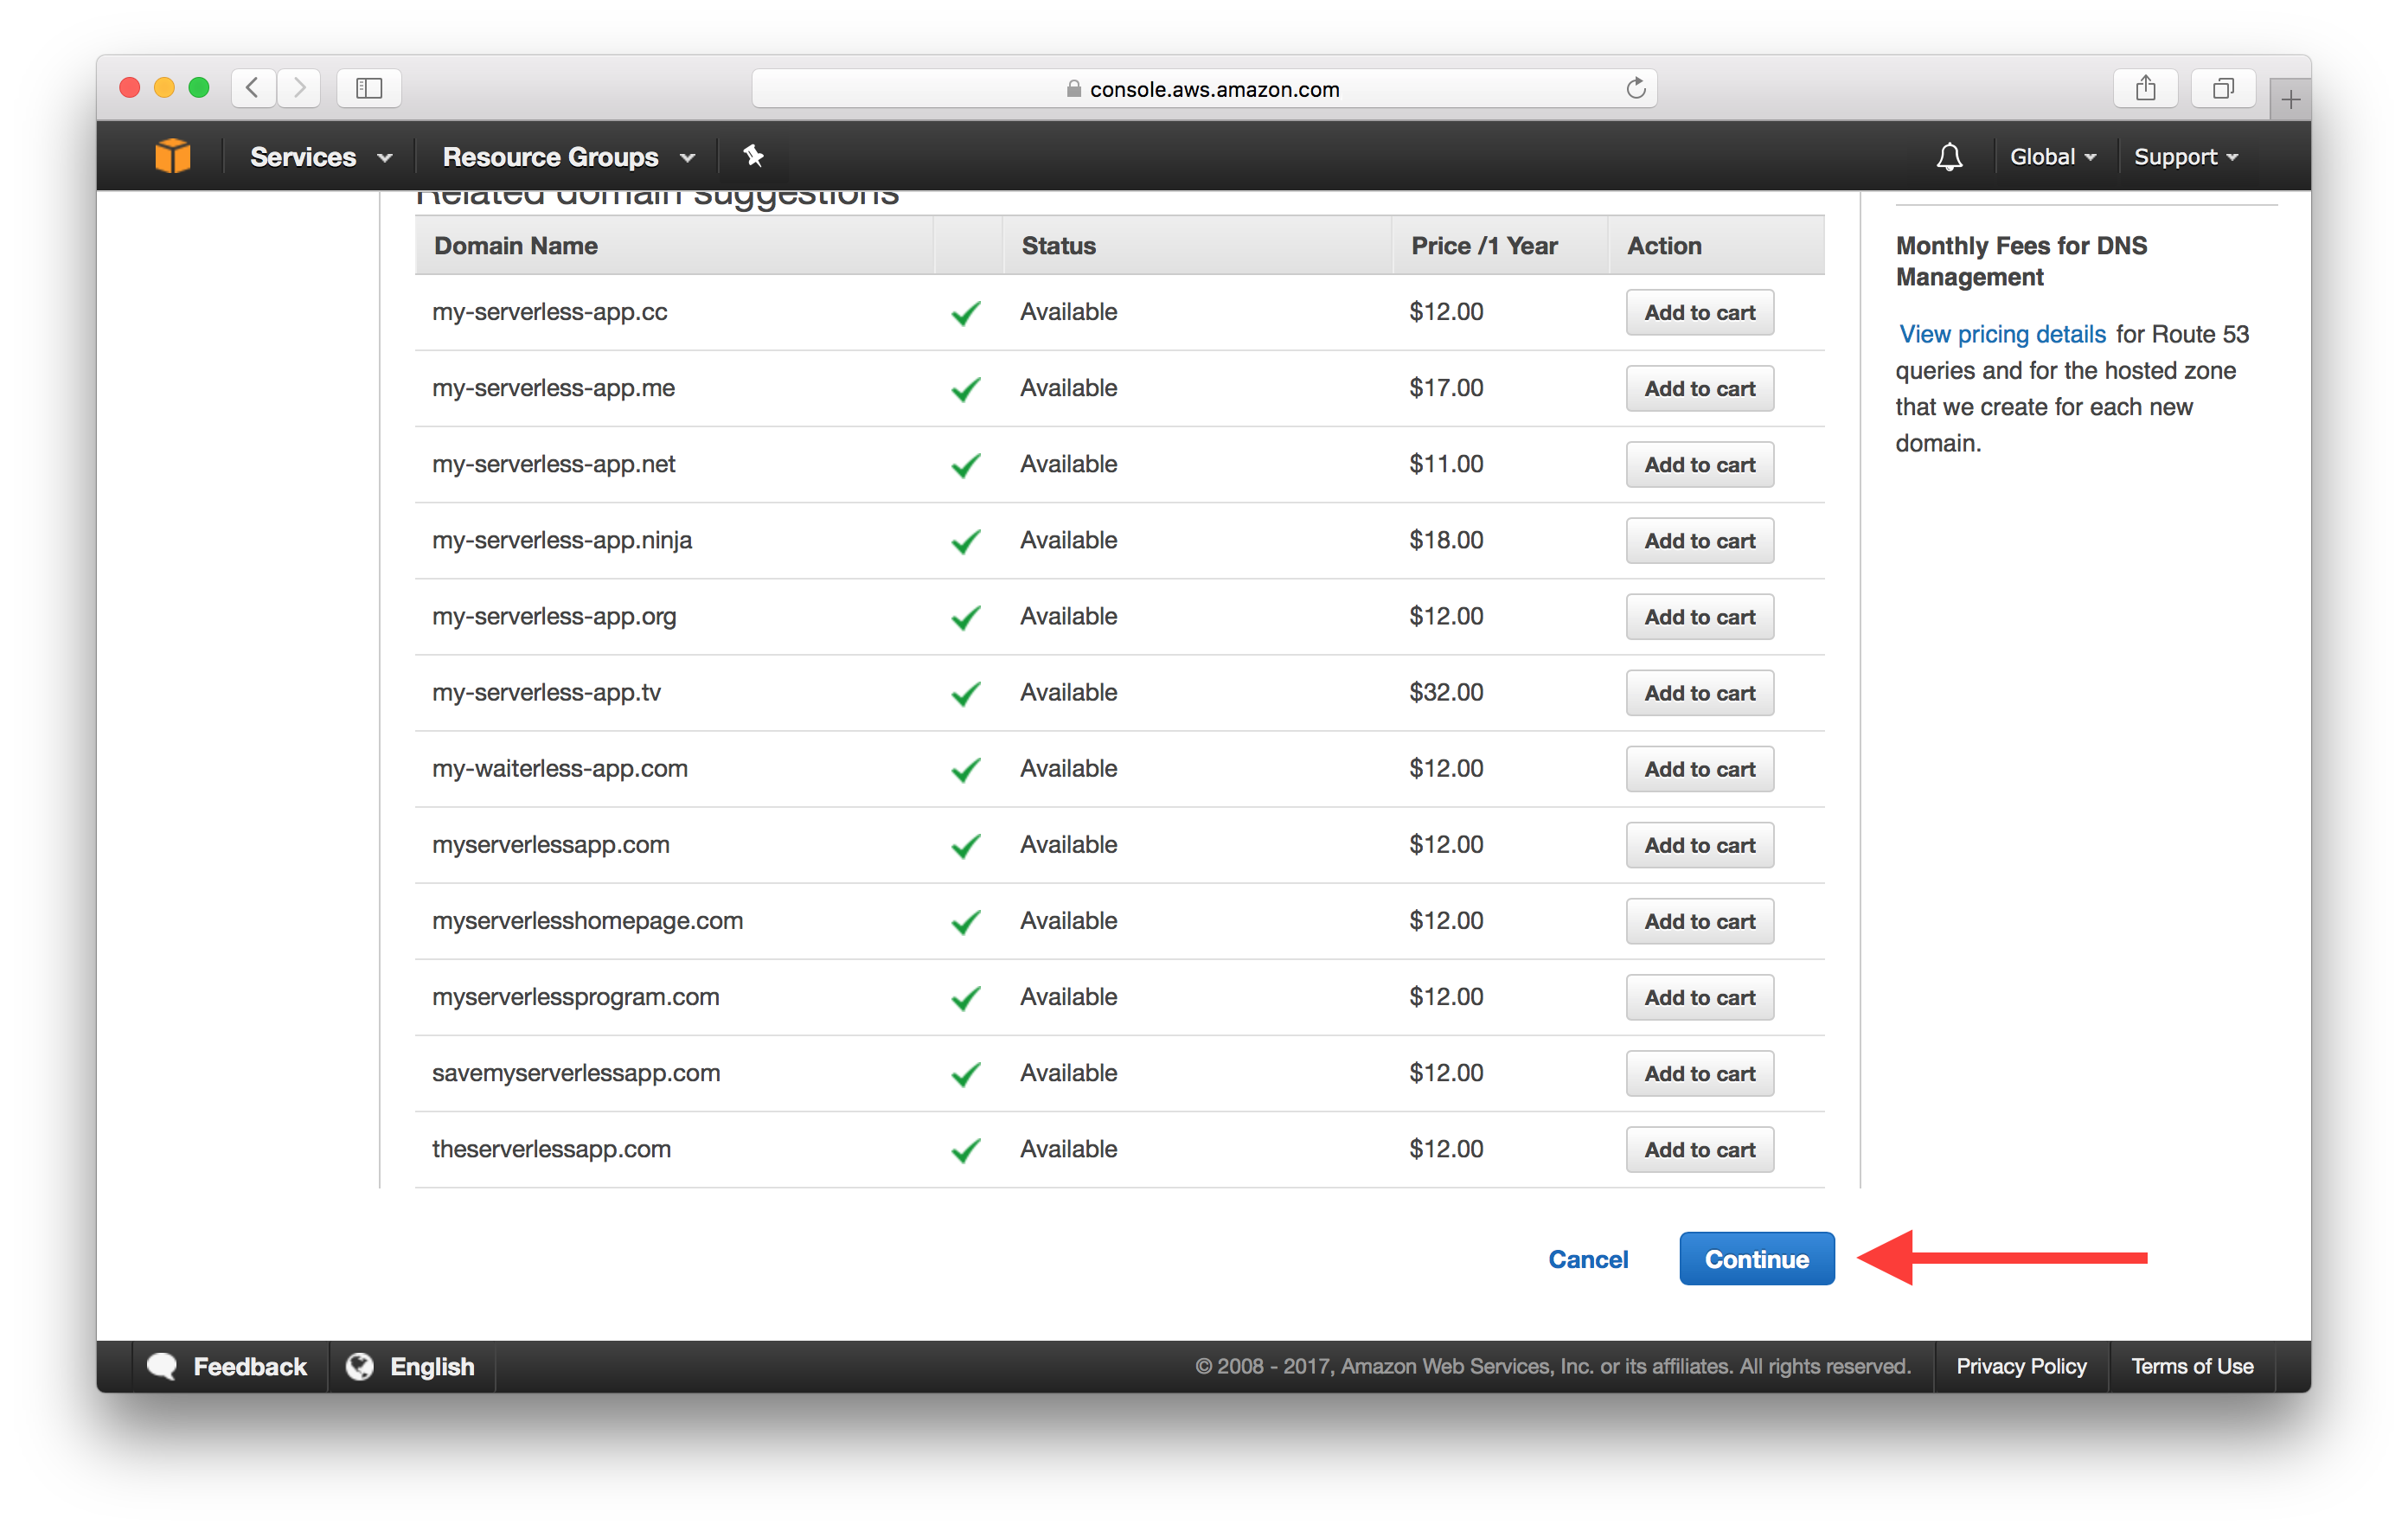 console.aws.amazon.com
Services Resource Groups Global Support
Related domain suggestions
Domain Name Status Price /1 Year Action
my-serverless-app.cc Available $12.00 Add to cart
my-serverless-app.me Available $17.00 Add to cart
my-serverless-app.net Available $11.00 Add to cart
my-serverless-app.ninja Available $18.00 Add to cart
my-serverless-app.org Available $12.00 Add to cart
my-serverless-app.tv Available $32.00 Add to cart
my-waiterless-app.com Available $12.00 Add to cart
myserverlessapp.com Available $12.00 Add to cart
myserverlesshomepage.com Available $12.00 Add to cart
myserverlessprogram.com Available $12.00 Add to cart
savemyserverlessapp.com Available $12.00 Add to cart
theserverlessapp.com Available $12.00 Add to cart
Monthly Fees for DNS
Management
View pricing details for Route 53
queries and for the hosted zone
that we create for each new
domain.
Cancel Continue
Feedback English © 2008 - 2017, Amazon Web Services, Inc. or its affiliates. All rights reserved. Privacy Policy Terms of Use